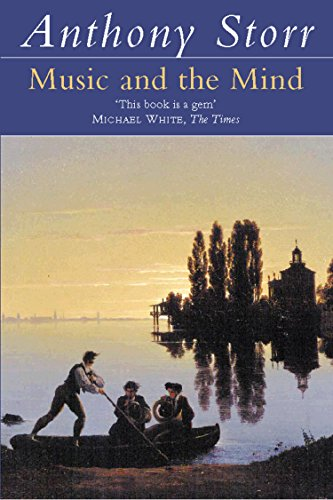 Anthony Storr
Music and the Mind
‘This book is a gem’
MICHAEL WHITE, The Times